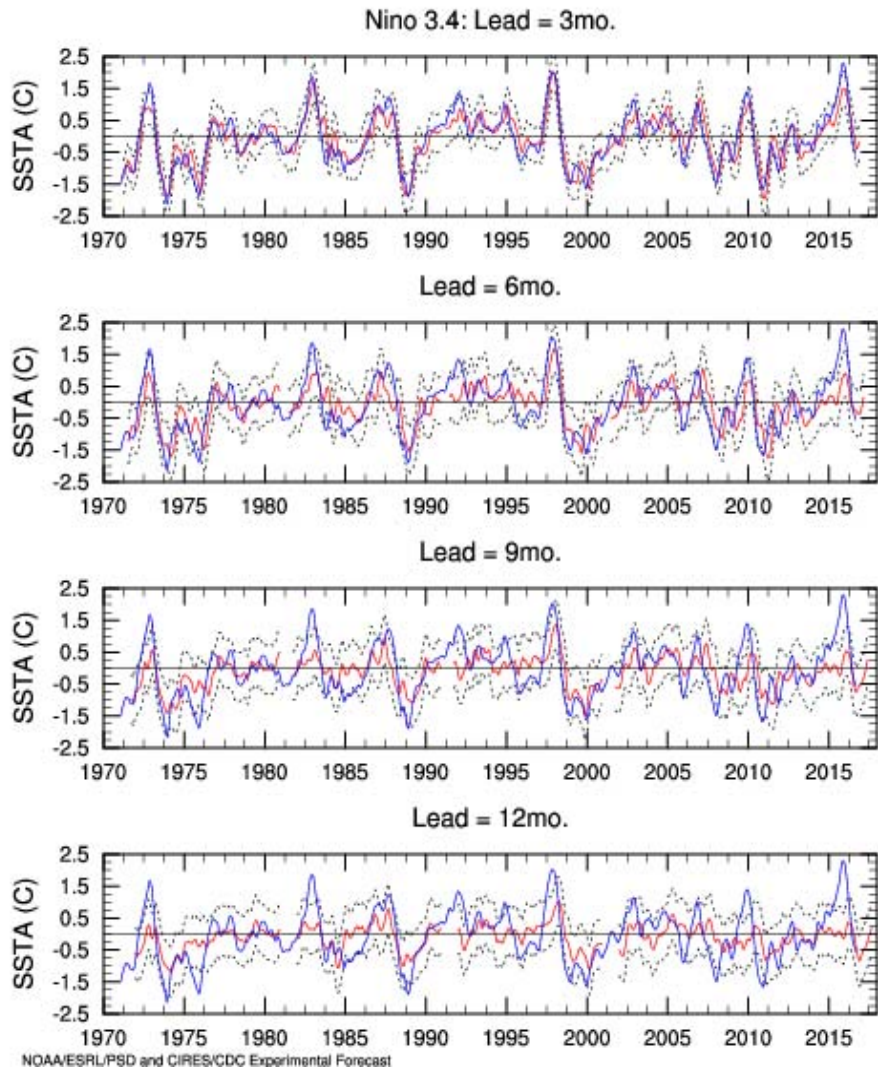 Nino 3.4: Lead = 3mo.
SSTA (C)
2.5
1.5
0.5
-0.5
-1.5
-2.5
1970 1975 1980 1985 1990 1995 2000 2005 2010 2015
Lead = 6mo.
SSTA (C)
2.5
1.5
0.5
-0.5
-1.5
-2.5
1970 1975 1980 1985 1990 1995 2000 2005 2010 2015
Lead = 9mo.
SSTA (C)
2.5
1.5
0.5
-0.5
-1.5
-2.5
1970 1975 1980 1985 1990 1995 2000 2005 2010 2015
Lead = 12mo.
SSTA (C)
2.5
1.5
0.5
-0.5
-1.5
-2.5
1970 1975 1980 1985 1990 1995 2000 2005 2010 2015
NOAA/ESRL/PSD and CIRES/CDC Experimental Forecast